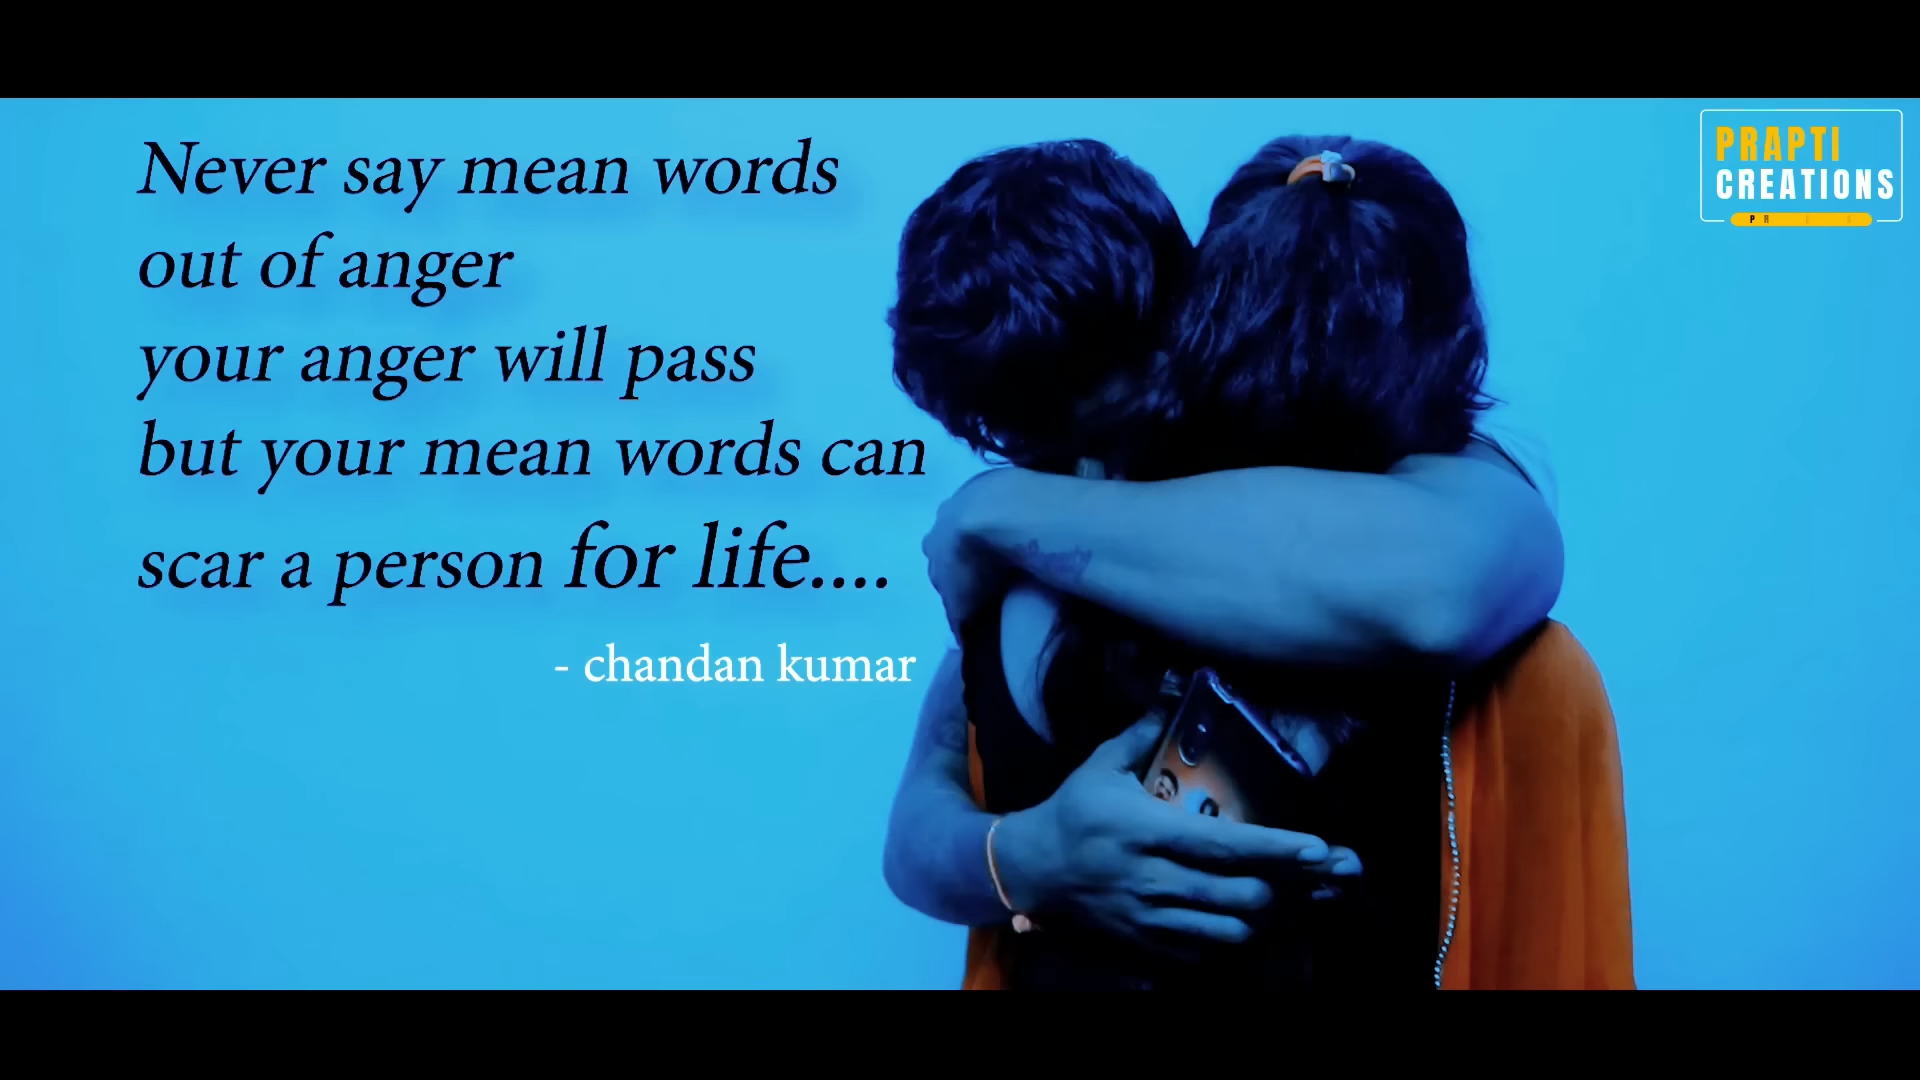 Never say mean words
out of anger
your anger will pass
but your mean words can
scar a person for life....
- chandan kumar
PRAPTI
CREATIONS